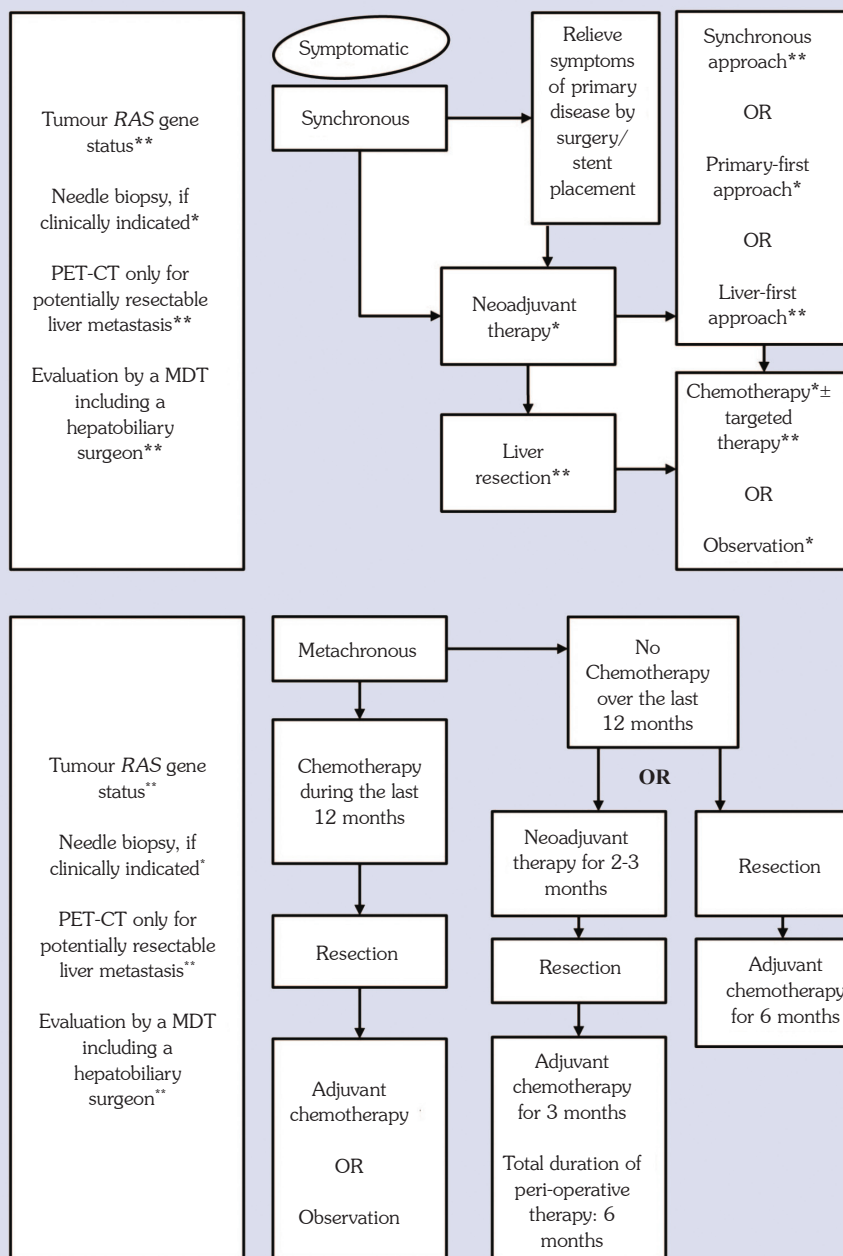 Tumour RAS gene
status**
Needle biopsy, if
clinically indicated*
PET-CT only for
potentially resectable
liver metastasis**
Evaluation by a MDT
including a
hepatobiliary
surgeon**
Symptomatic
Synchronous
Relieve
symptoms
of primary
disease by
surgery/
stent
placement
Neoadjuvant
therapy*
Liver
resection**
Synchronous
approach**
OR
Primary-first
approach*
OR
Liver-first
approach**
Chemotherapy*±
targeted
therapy**
OR
Observation*
Tumour RAS gene
status**
Needle biopsy, if
clinically indicated*
PET-CT only for
potentially resectable
liver metastasis**
Evaluation by a MDT
including a
hepatobiliary
surgeon**
Metachronous
Chemotherapy
during the last
12 months
Resection
Adjuvant
chemotherapy
OR
Observation
No
Chemotherapy
over the last
12 months
OR
Neoadjuvant
therapy for 2-3
months
Resection
Adjuvant
chemotherapy
for 3 months
Total duration of
peri-operative
therapy: 6
months
Resection
Adjuvant
chemotherapy
for 6 months